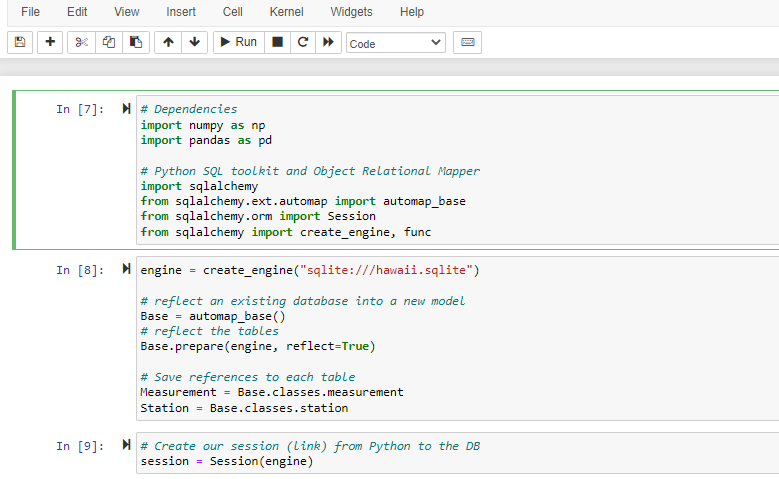 File Edit View Insert Cell Kernel Widgets Help
Run Code
In [7]: # Dependencies
import numpy as np
import pandas as pd
# Python SQL toolkit and Object Relational Mapper
import sqlalchemy
from sqlalchemy.ext.automap import automap_base
from sqlalchemy.orm import Session
from sqlalchemy import create_engine, func
In [8]: engine = create_engine("sqlite:///hawaii.sqlite")
# reflect an existing database into a new model
Base = automap_base()
# reflect the tables
Base.prepare(engine, reflect=True)
# Save references to each table
Measurement = Base.classes.measurement
Station = Base.classes.station
In [9]: # Create our session (link) from Python to the DB
session = Session(engine)